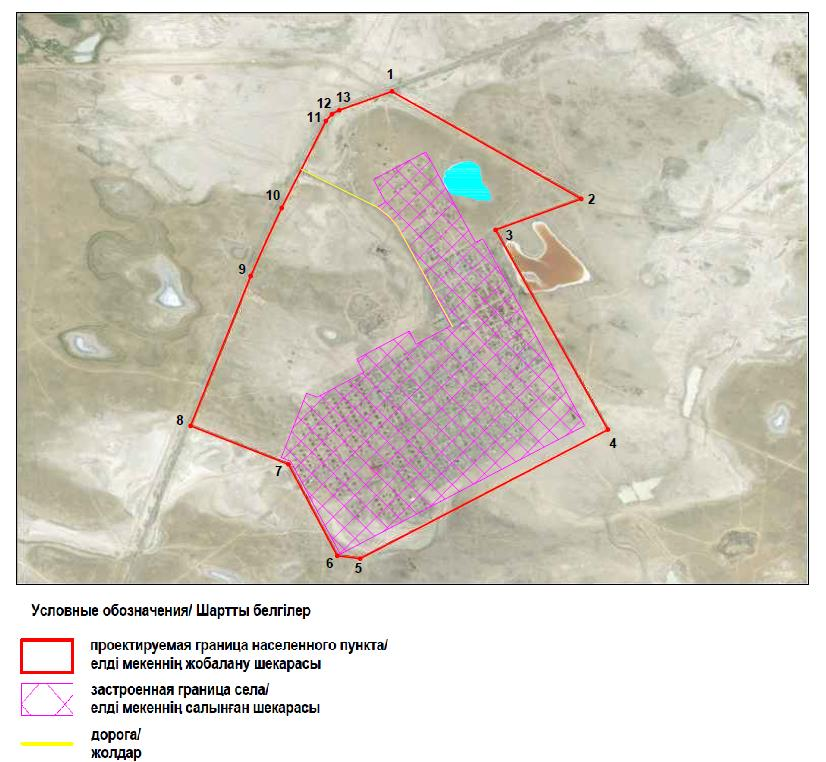 1
13
12
11
2
10
3
9
8
4
7
6
5
Условные обозначения/ Шартты белгілер
проектируемая граница населенного пункта/
елді мекеннің жобалану шекарасы
застроенная граница села/
елді мекеннің салынған шекарасы
дорога/
жолдар